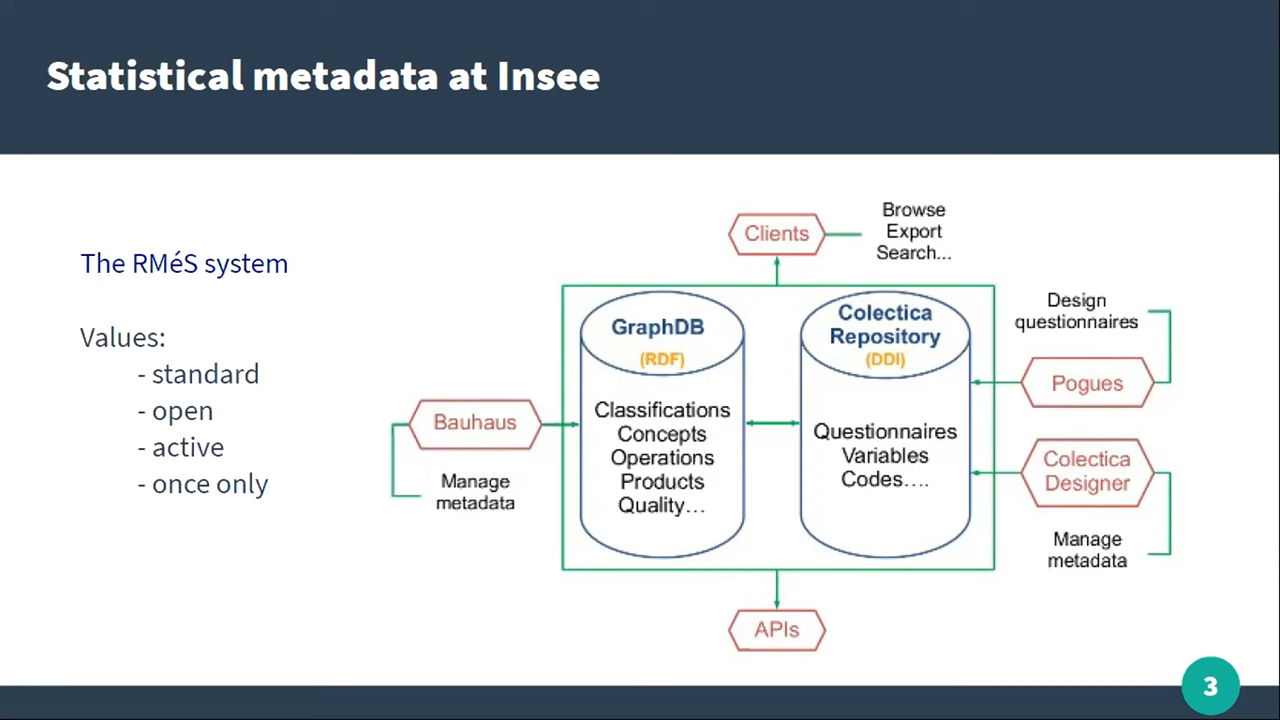 Statistical metadata at Insee
The RMéS system
Values:
- standard
- open
- active
- once only
Clients
Browse
Export
Search...
GraphDB
(RDF)
Classifications
Concepts
Operations
Products
Quality...
Colectica
Repository
(DDI)
Questionnaires
Variables
Codes....
Bauhaus
Manage
metadata
Design
questionnaires
Pogues
Colectica
Designer
Manage
metadata
APIs
3